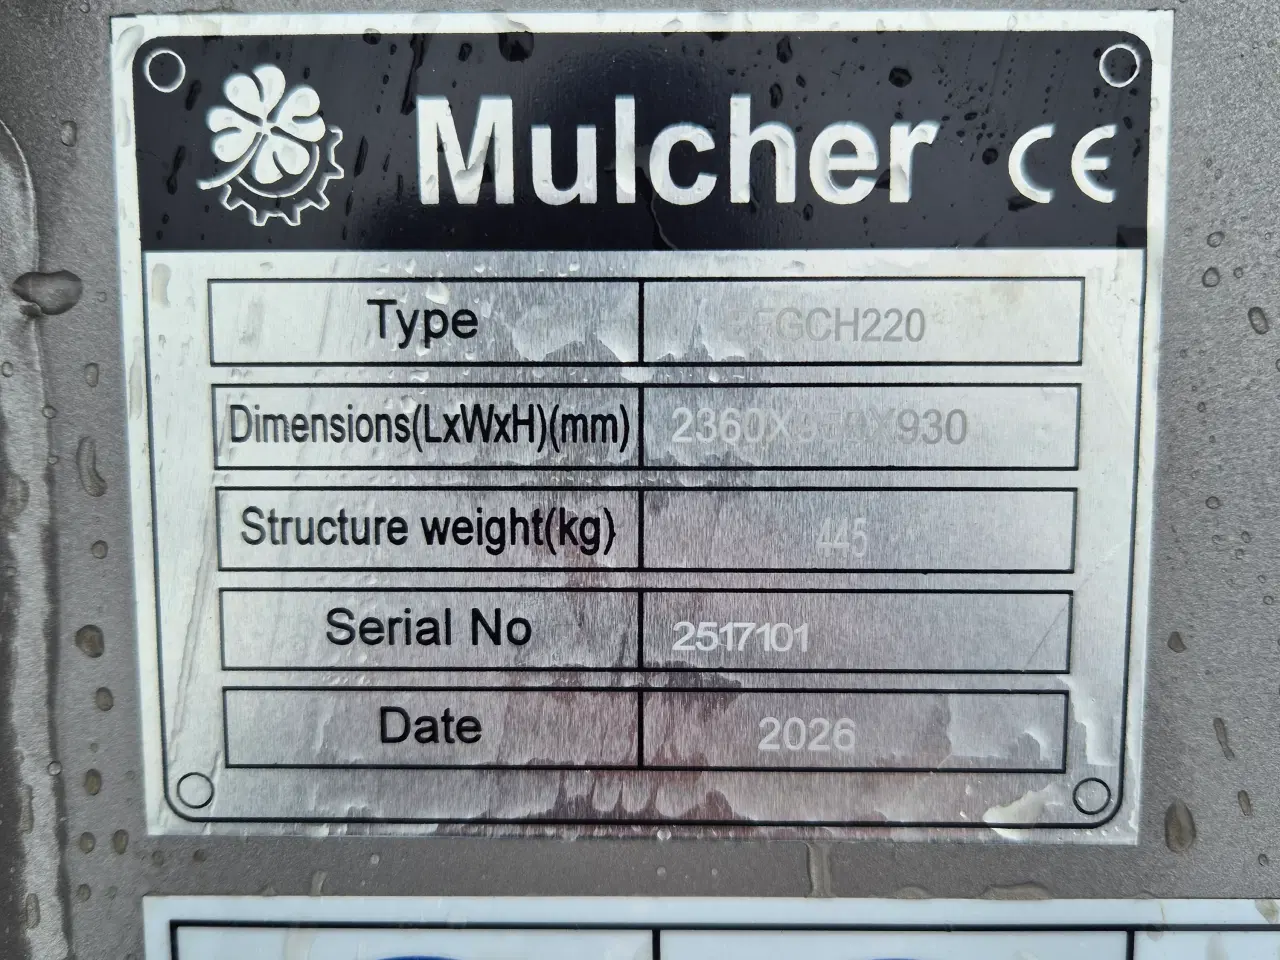 Mulcher CE
Type
Dimensions(LxWxH)(mm)
Structure weight(kg) 445
Serial No 2517101
Date 2026